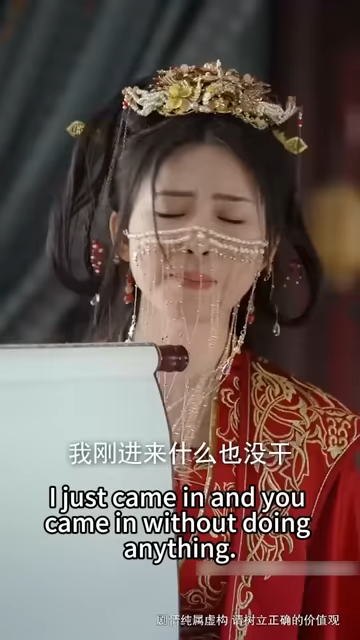 我刚进来什么也没干
I just came in and you
came in without doing
anything.
剧情纯属虚构 请树立正确的价值观